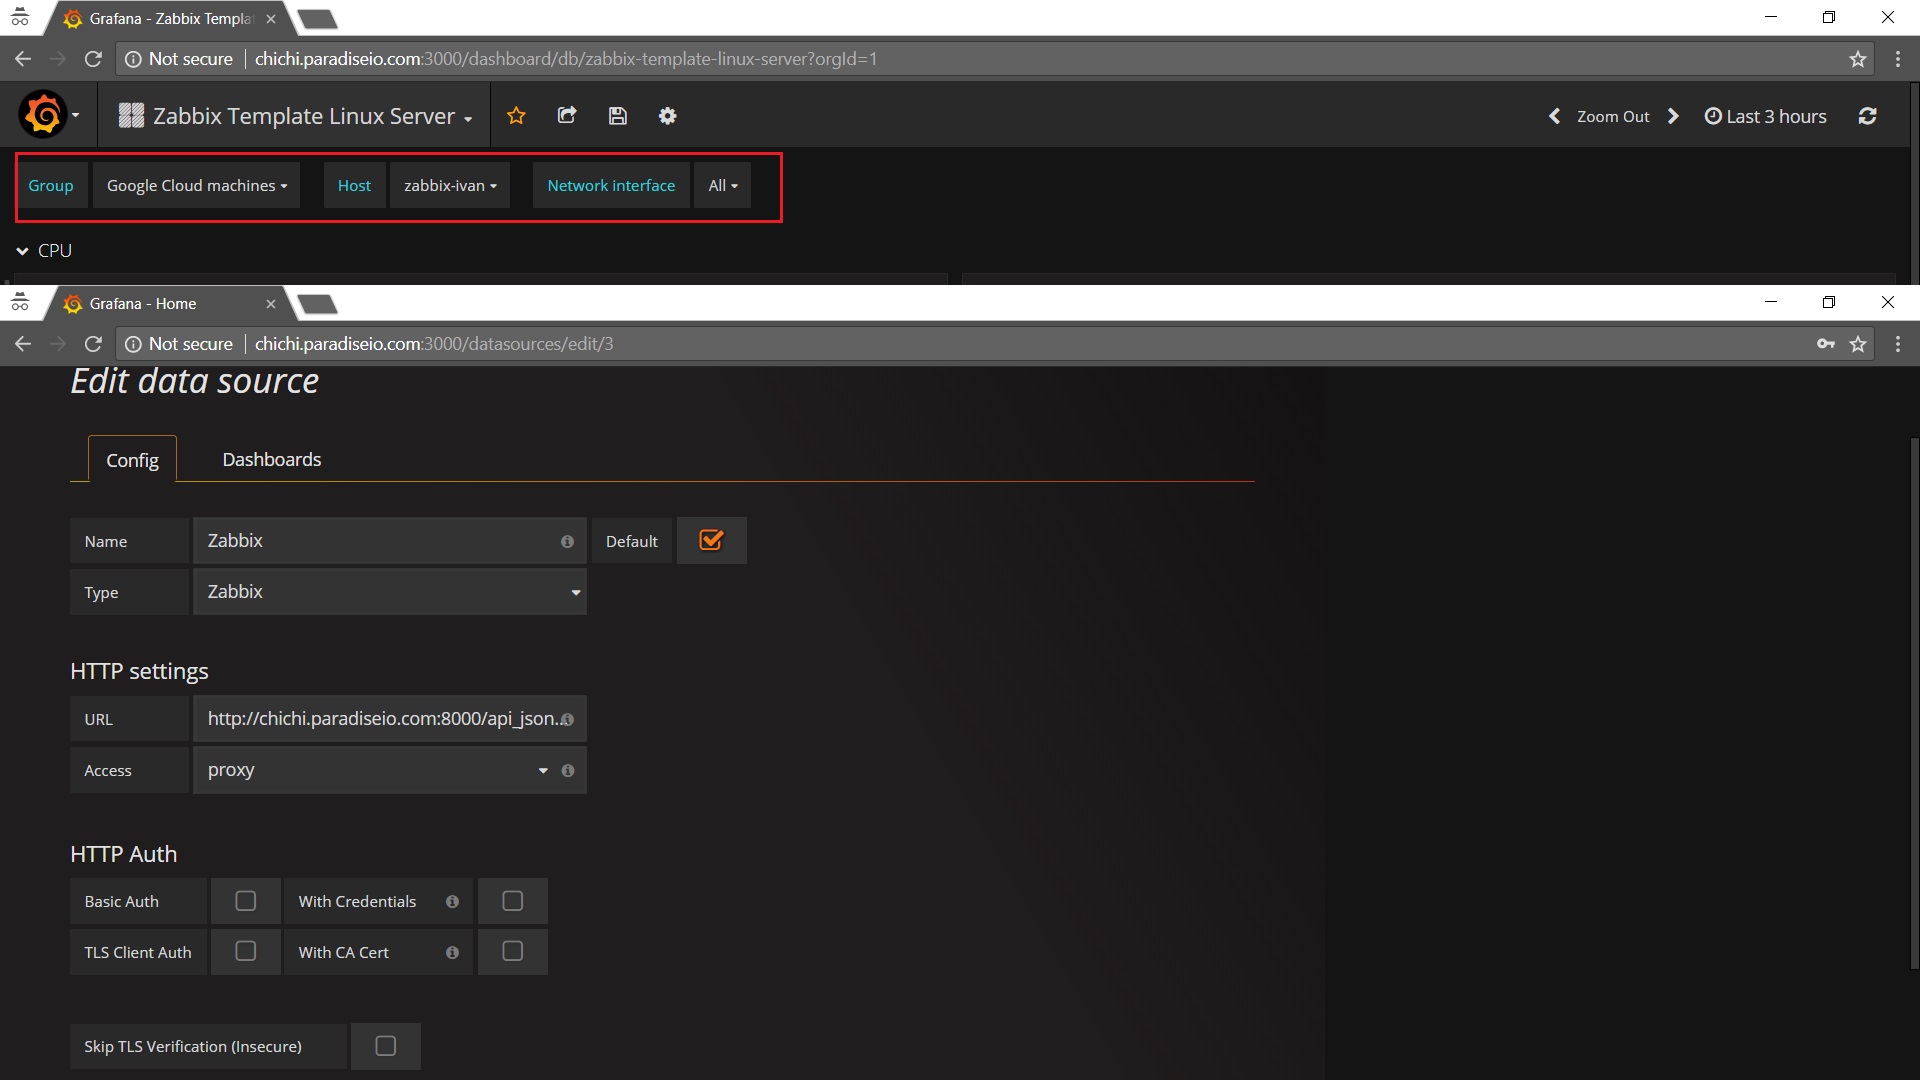 Grafana - Zabbix Templa
Not secure chichi.paradiseio.com:3000/dashboard/db/zabbix-template-linux-server?orgId=1
Zabbix Template Linux Server Zoom Out Last 3 hours
Group Google Cloud machines Host zabbix-ivan Network interface All
CPU
Grafana - Home
Not secure chichi.paradiseio.com:3000/datasources/edit/3
Edit data source
Config Dashboards
Name Zabbix Default
Type Zabbix
HTTP settings
URL http://chichi.paradiseio.com:8000/api_json...
Access proxy
HTTP Auth
Basic Auth With Credentials
TLS Client Auth With CA Cert
Skip TLS Verification (Insecure)